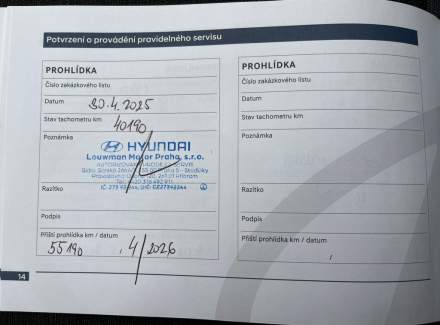 Potvrzení o provádění pravidelného servisu
PROHLÍDKA
Číslo zakázkového listu
Datum 30.4.2025
Stav tachometru km 40190
Poznámka
HYUNDAI
Louwman Motor Praha, s.r.o.
Razítko
Podpis
Příští prohlídka km / datum
55190 4/2026
PROHLÍDKA
Číslo zakázkového listu
Datum
Stav tachometru km
Poznámka
Razítko
Podpis
Příští prohlídka km / datum
/
14